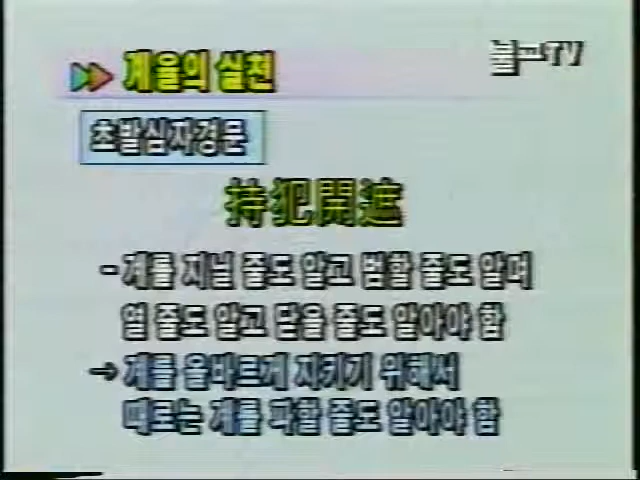 계율의 실천
불교TV
초발심자경문
持犯開遮
- 계를 지닐 줄도 알고 범할 줄도 알며
열 줄도 알고 닫을 줄도 알아야 함
→ 계를 올바르게 지키기 위해서
때로는 계를 파할 줄도 알아야 함